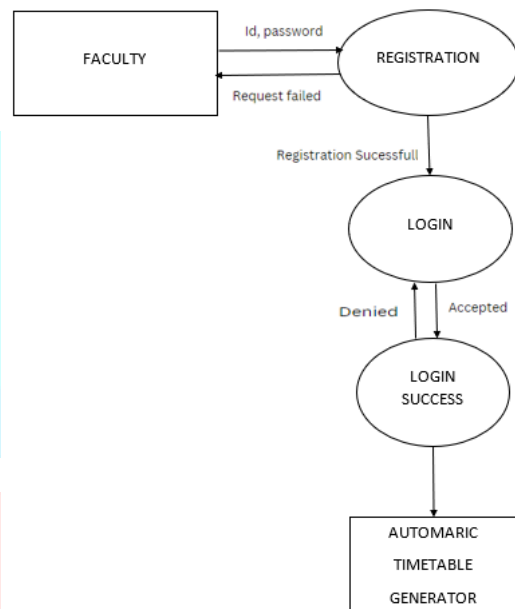 Id, password
FACULTY
REGISTRATION
Request failed
Registration Sucessfull
LOGIN
Denied
Accepted
LOGIN
SUCCESS
AUTOMARIC
TIMETABLE
GENERATOR